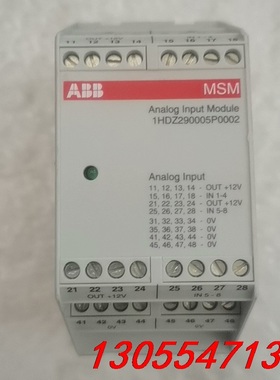 11 12 13 14
15 16 17 18
ABB
MSM
Analog Input Module
1HDZ290005P0002
Analog Input
11, 12, 13, 14 - OUT +12V
15, 16, 17, 18 - IN 1-4
21, 22, 23, 24 - OUT +12V
25, 26, 27, 28 - IN 5-8
31, 32, 33, 34 - 0V
35, 36, 37, 38 - 0V
41, 42, 43, 44 - 0V
45, 46, 47, 48 - 0V
21 22 23 24
OUT +12V
25 26 27 28
IN 5 - 8
41 42 43 44
0V
45 46 47 48
0V
13055471 3